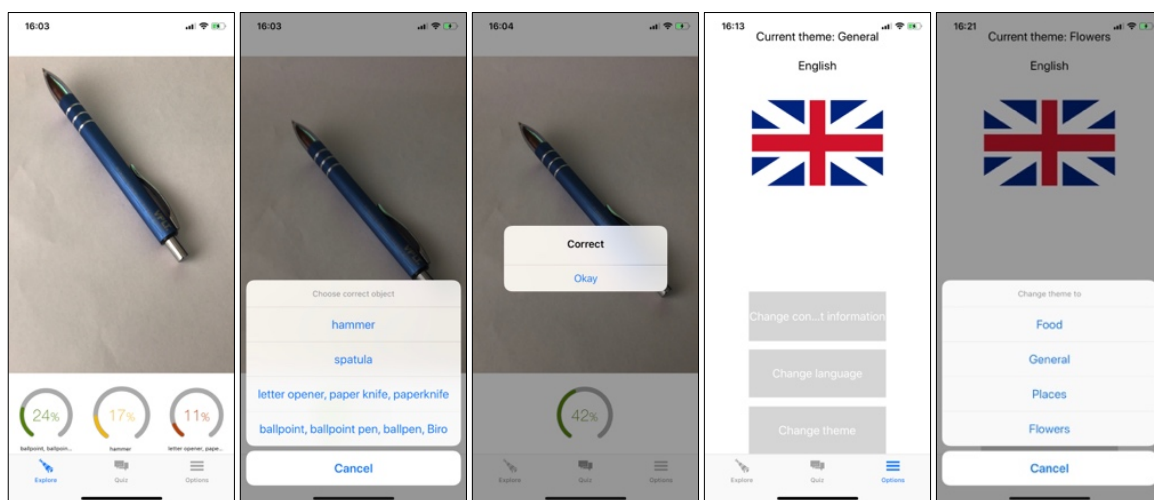 16:03
24%
17%
11%
ballpoint, ballpoin...
hammer
letter opener, pape...
Explore
Quiz
Options
16:03
Choose correct object
hammer
spatula
letter opener, paper knife, paperknife
ballpoint, ballpoint pen, ballpen, Biro
Cancel
16:04
Correct
Okay
42%
Explore
Quiz
Options
16:13
Current theme: General
English
Change con...t information
Change language
Change theme
Explore
Quiz
Options
16:21
Current theme: Flowers
English
Change theme to
Food
General
Places
Flowers
Cancel